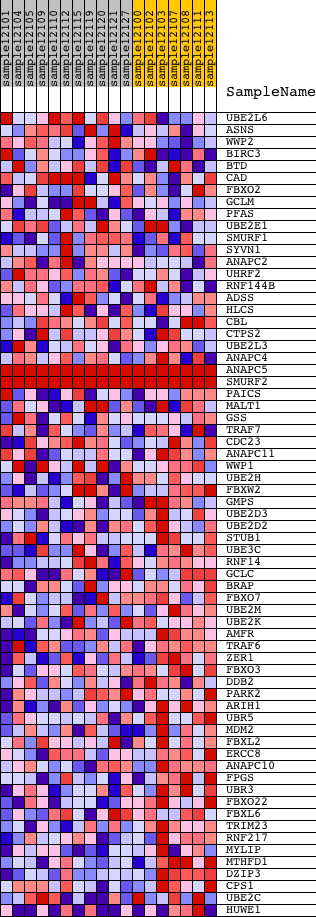 sample12101
sample12104
sample12105
sample12109
sample12110
sample12112
sample12115
sample12119
sample12120
sample12121
sample12127
sample12100
sample12102
sample12103
sample12107
sample12108
sample12111
sample12113
SampleName
UBE2L6
ASNS
WWP2
BIRC3
BTD
CAD
FBXO2
GCLM
PFAS
UBE2E1
SMURF1
SYVN1
ANAPC2
UHRF2
RNF144B
ADSS
HLCS
CBL
CTPS2
UBE2L3
ANAPC4
ANAPC5
SMURF2
PAICS
MALT1
GSS
TRAF7
CDC23
ANAPC11
WWP1
UBE2H
FBXW2
GMPS
UBE2D3
UBE2D2
STUB1
UBE3C
RNF14
GCLC
BRAP
FBXO7
UBE2M
UBE2K
AMFR
TRAF6
ZER1
FBXO3
DDB2
PARK2
ARIH1
UBR5
MDM2
FBXL2
ERCC8
ANAPC10
FPGS
UBR3
FBXO22
FBXL6
TRIM23
RNF217
MYLIP
MTHFD1
DZIP3
CPS1
UBE2C
HUWE1